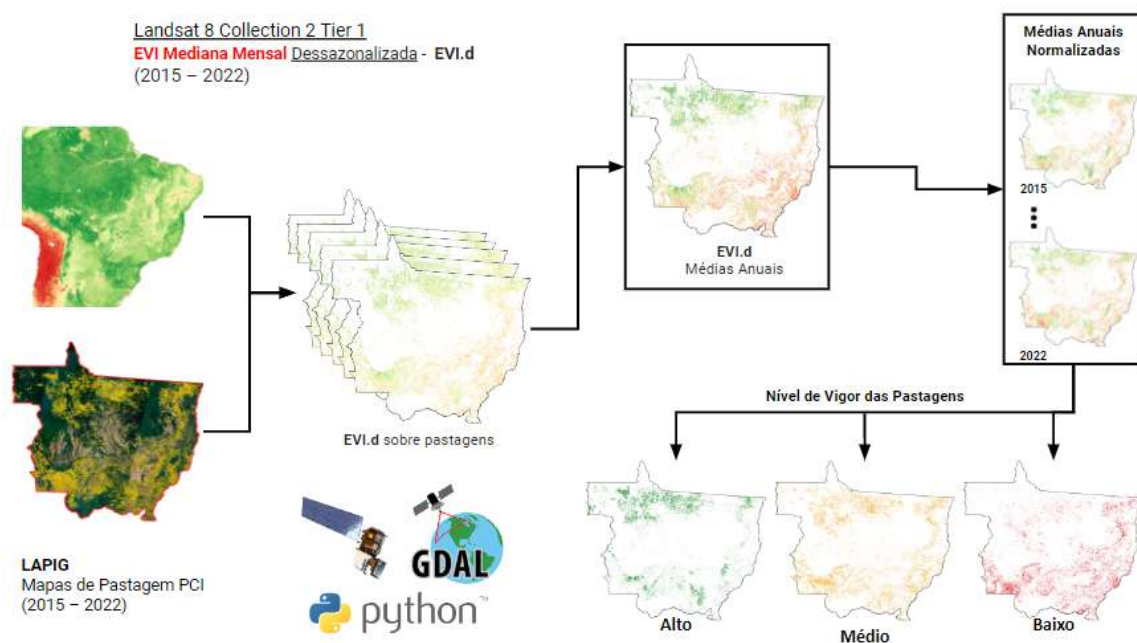 Landsat 8 Collection 2 Tier 1
EVI Mediana Mensal Dessazonalizada - EVI.d
(2015 – 2022)
Médias Anuais
Normalizadas
2015
2022
EVI.d
Médias Anuais
EVI.d sobre pastagens
LAPIG
Mapas de Pastagem PCI
(2015 – 2022)
GDAL
python™
Nível de Vigor das Pastagens
Alto
Médio
Baixo